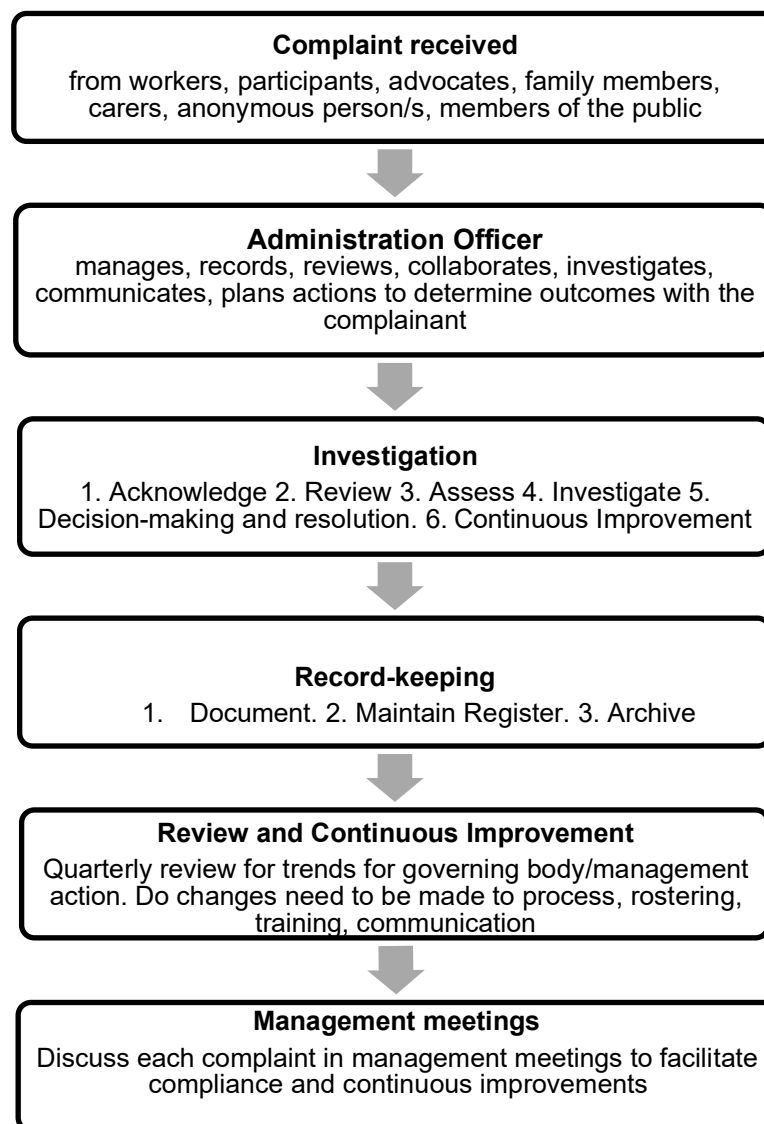 Complaint received
from workers, participants, advocates, family members,
carers, anonymous person/s, members of the public
Administration Officer
manages, records, reviews, collaborates, investigates,
communicates, plans actions to determine outcomes with the
complainant
Investigation
1. Acknowledge 2. Review 3. Assess 4. Investigate 5.
Decision-making and resolution. 6. Continuous Improvement
Record-keeping
1. Document. 2. Maintain Register. 3. Archive
Review and Continuous Improvement
Quarterly review for trends for governing body/management
action. Do changes need to be made to process, rostering,
training, communication
Management meetings
Discuss each complaint in management meetings to facilitate
compliance and continuous improvements